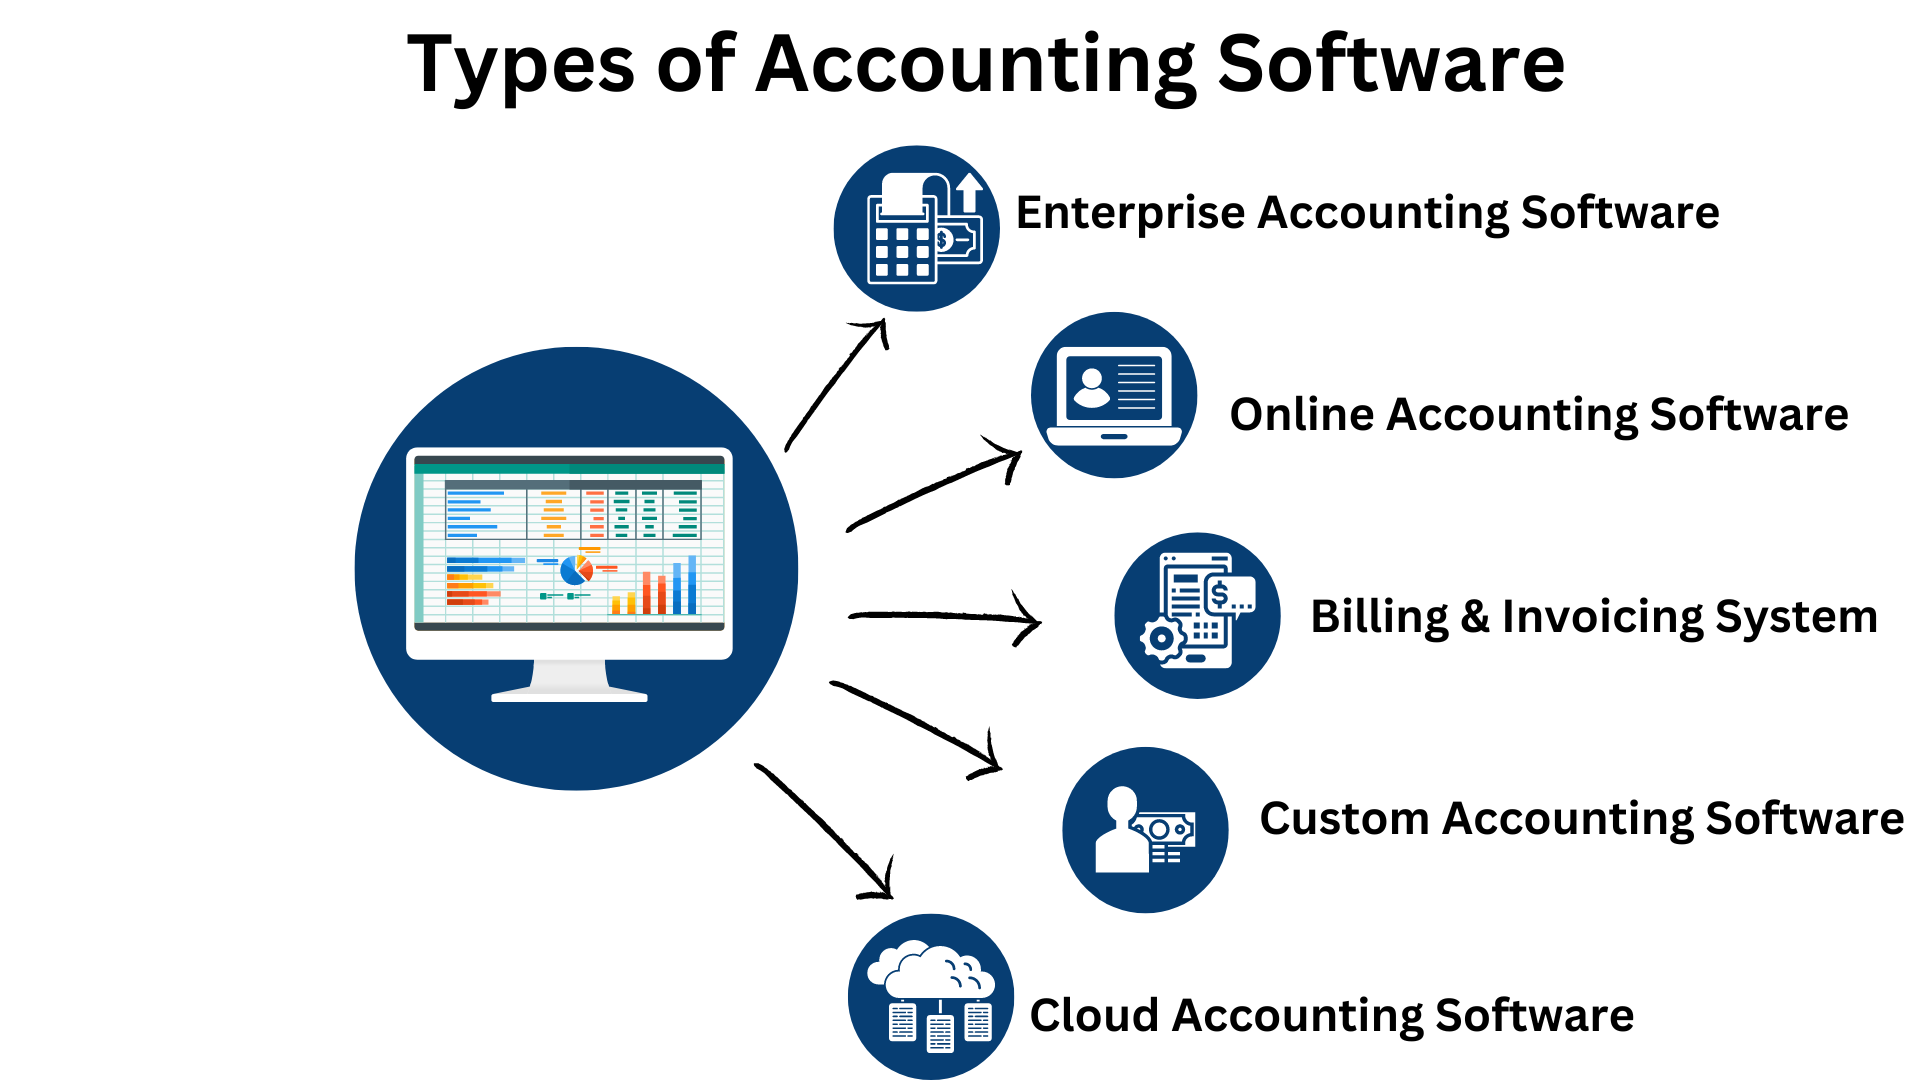 Types of Accounting Software
Enterprise Accounting Software
Online Accounting Software
$
Billing & Invoicing System
$
Custom Accounting Software
Cloud Accounting Software